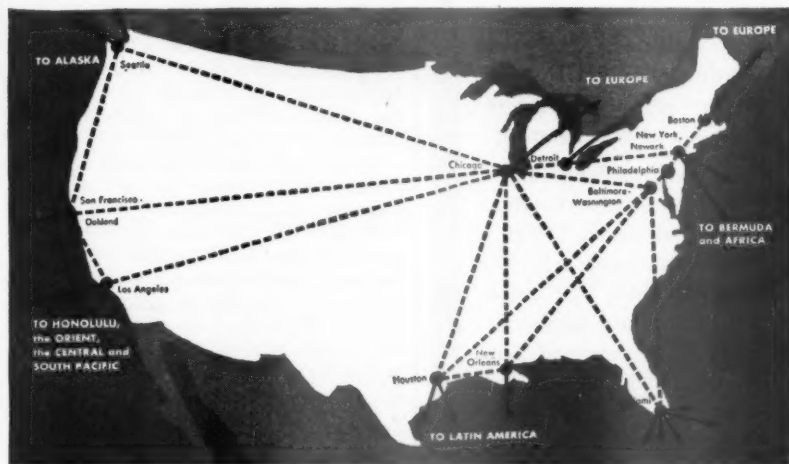 TO EUROPE
TO ALASKA
Seattle
TO EUROPE
Boston
New York
Newark
Detroit
Chicago
Philadelphia
Baltimore-
Washington
San Francisco-
Oakland
TO BERMUDA
and AFRICA
Los Angeles
TO HONOLULU,
the ORIENT,
the CENTRAL and
SOUTH PACIFIC
New
Orleans
Houston
ami
TO LATIN AMERICA